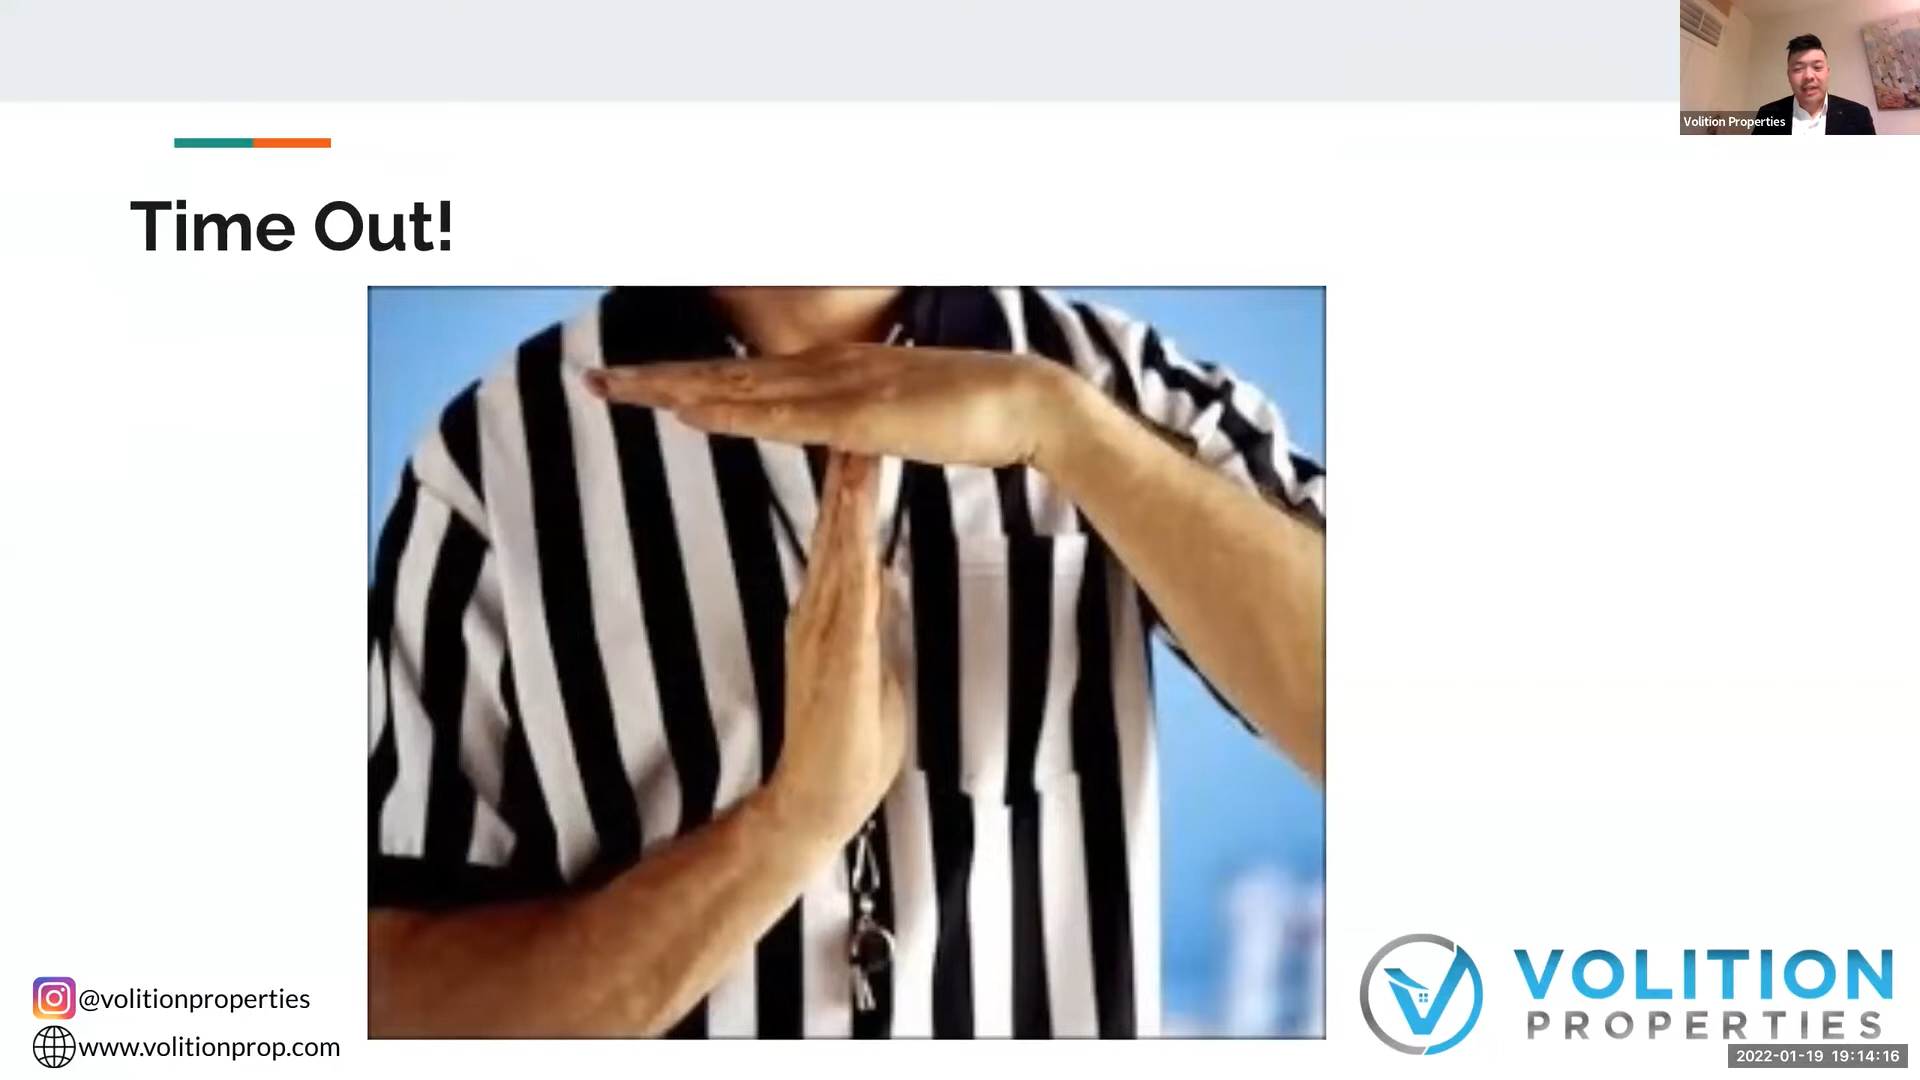 Volition Properties
Time Out!
@volitionproperties
www.volitionprop.com
VOLITION
PROPERTIES
2022-01-19 19:14:16